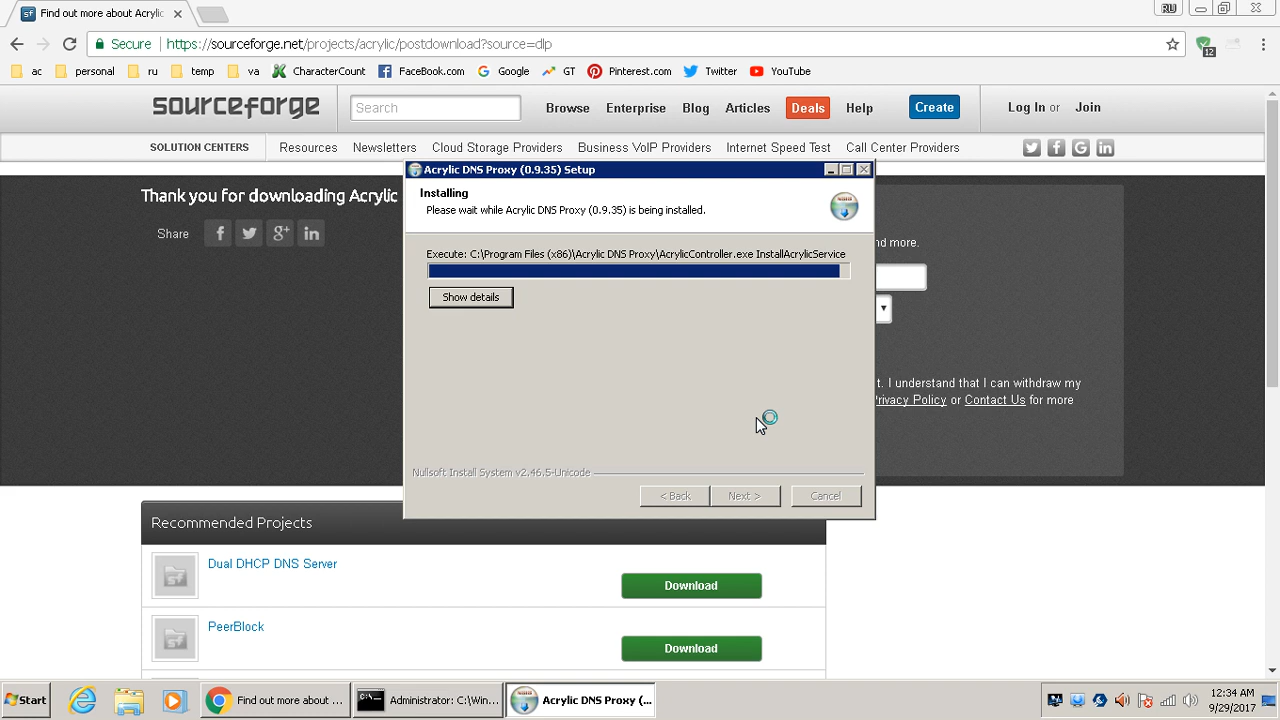 Find out more about Acrylic
RU
Secure
https://sourceforge.net/projects/acrylic/postdownload?source=dlp
12
ac
personal
ru
temp
va
CharacterCount
FaceBook.com
Google
GT
Pinterest.com
Twitter
YouTube
sourceforge
Search
Browse
Enterprise
Blog
Articles
Deals
Help
Create
Log In or Join
SOLUTION CENTERS
Resources
Newsletters
Cloud Storage Providers
Business VoIP Providers
Internet Speed Test
Call Center Providers
Thank you for downloading Acrylic
Share
Acrylic DNS Proxy (0.9.35) Setup
Installing
Please wait while Acrylic DNS Proxy (0.9.35) is being installed.
Execute: C:\Program Files (x86)\Acrylic DNS Proxy\AcrylicController.exe InstallAcrylicService
Show details
Nullsoft Install System v2.46.5-Unicode
< Back
Next >
Cancel
nd more.
t. I understand that I can withdraw my
Privacy Policy or Contact Us for more
Recommended Projects
Dual DHCP DNS Server
Download
PeerBlock
Download
Start
Find out more about ...
Administrator: C:\Win...
Acrylic DNS Proxy (...
12:34 AM
9/29/2017